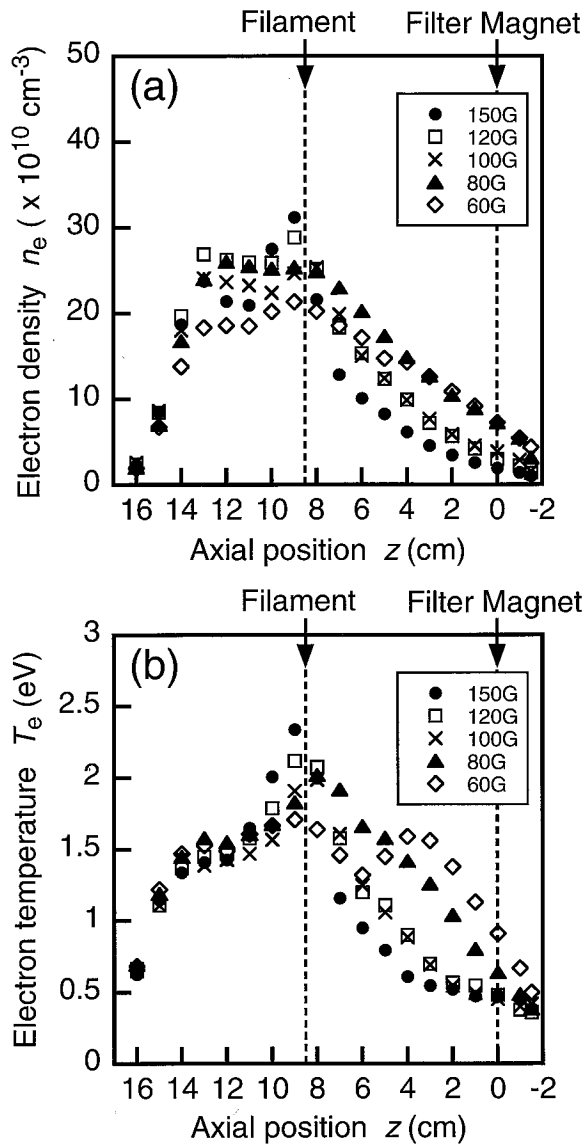 Filament Filter Magnet
(a)
50
40
30
20
10
0
Electron density nₑ ( x 10¹⁰ cm⁻³)
150G
120G
100G
80G
60G
16 14 12 10 8 6 4 2 0 -2
Axial position z (cm)
Filament Filter Magnet
(b)
3
2.5
2
1.5
1
0.5
0
Electron temperature Tₑ (eV)
150G
120G
100G
80G
60G
16 14 12 10 8 6 4 2 0 -2
Axial position z (cm)